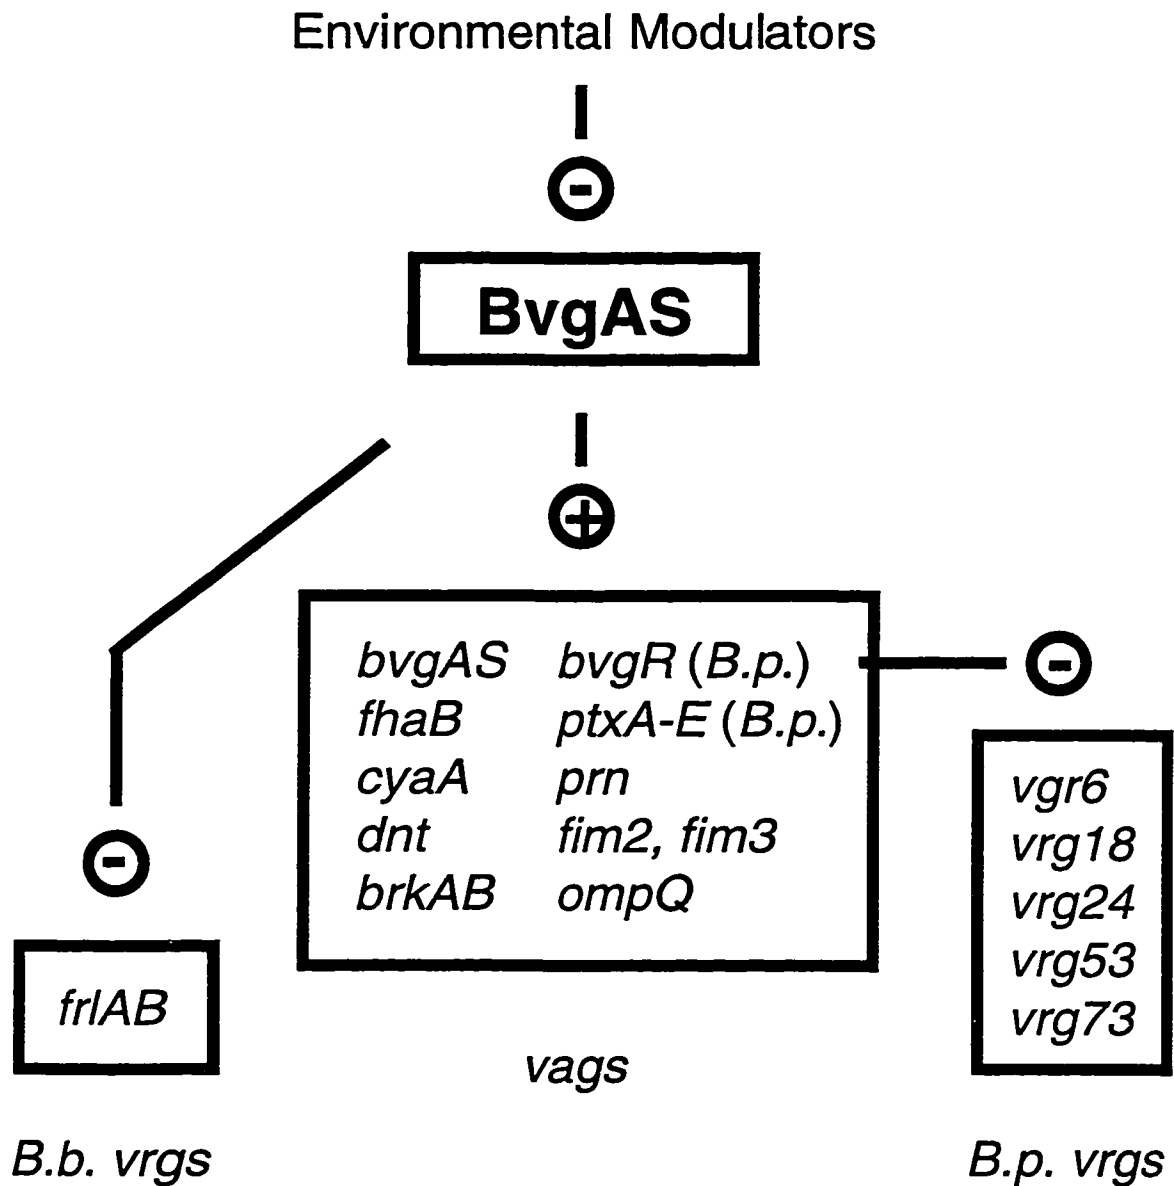 Environmental Modulators
-
BvgAS
+
bvgAS bvgR (B.p.)
fhaB ptxA-E (B.p.)
cyaA prn
dnt fim2, fim3
brkAB ompQ
-
vgr6
vrg18
vrg24
vrg53
vrg73
-
frlAB
vags
B.b. vrgs
B.p. vrgs